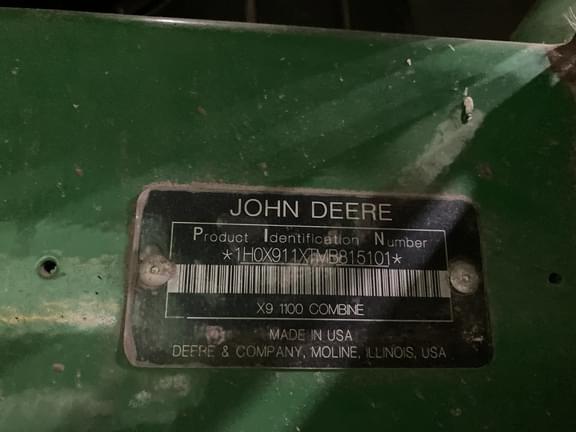 JOHN DEERE
Product Identification Number
*1H0X911XTMB815101*
X9 1100 COMBINE
MADE IN USA
DEERE & COMPANY, MOLINE, ILLINOIS, USA